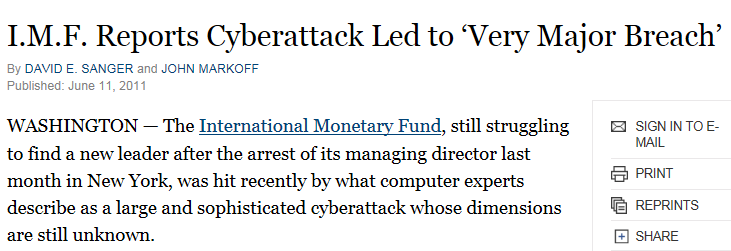 I.M.F. Reports Cyberattack Led to ‘Very Major Breach’
By DAVID E. SANGER and JOHN MARKOFF
Published: June 11, 2011
WASHINGTON — The International Monetary Fund, still struggling
to find a new leader after the arrest of its managing director last
month in New York, was hit recently by what computer experts
describe as a large and sophisticated cyberattack whose dimensions
are still unknown.
SIGN IN TO E-
MAIL
PRINT
REPRINTS
SHARE